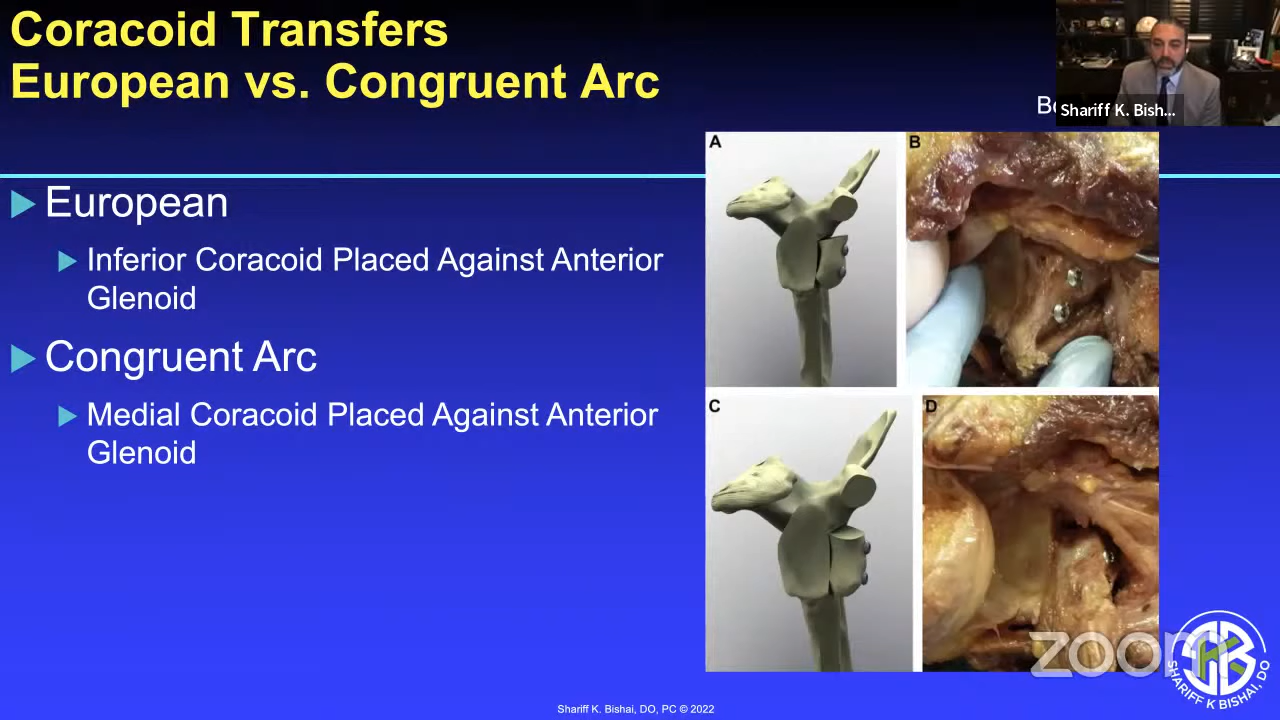 Coracoid Transfers
European vs. Congruent Arc
Shariff K. Bish...
European
Inferior Coracoid Placed Against Anterior
Glenoid
Congruent Arc
Medial Coracoid Placed Against Anterior
Glenoid
A
B
C
D
zoom
SHARIFF K BISHAI, DO
Shariff K. Bishai, DO, PC © 2022